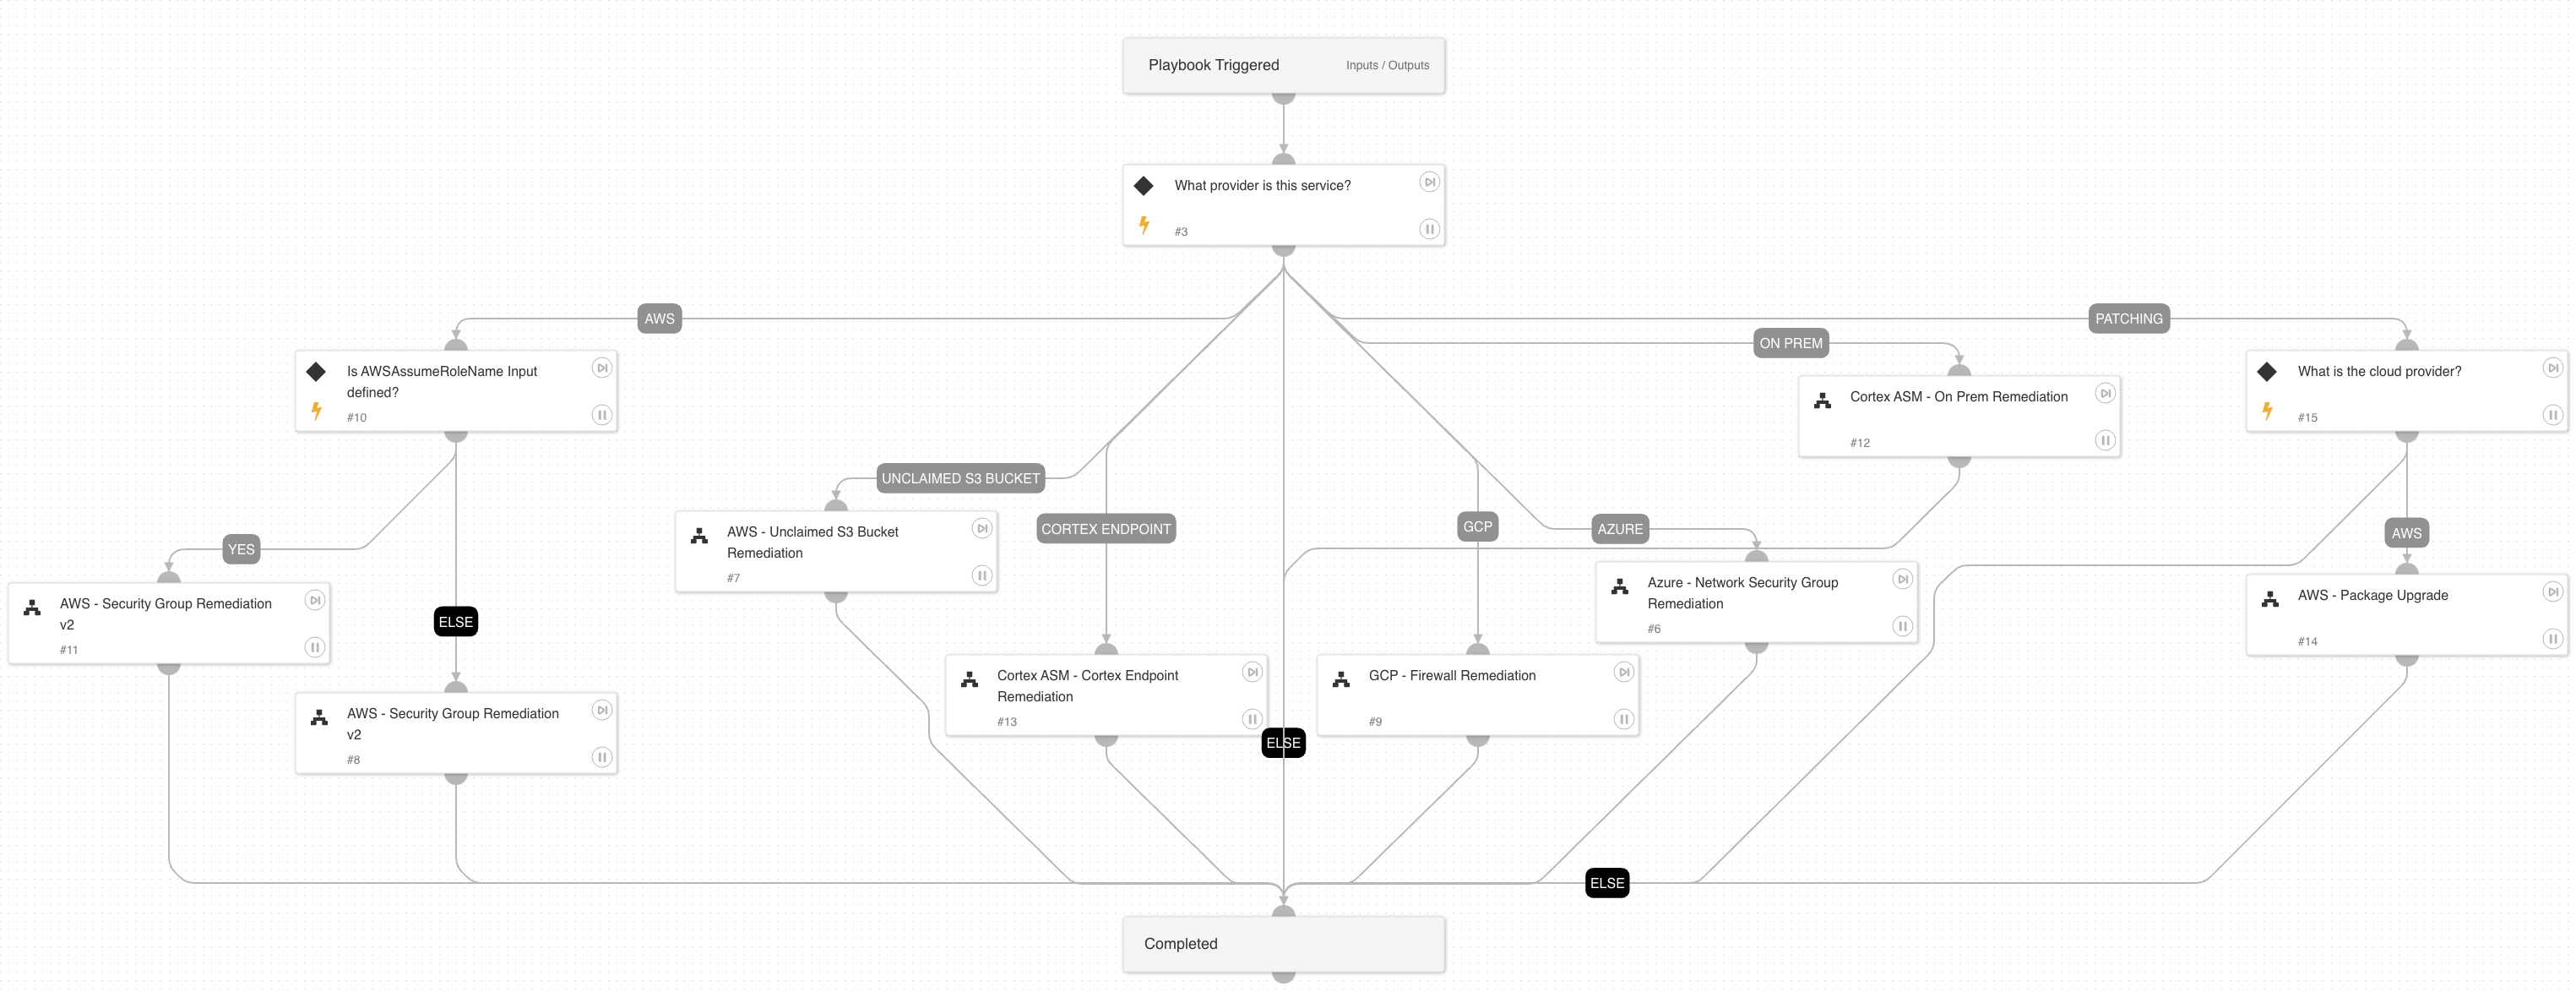 Playbook Triggered
Inputs / Outputs
What provider is this service?
#3
AWS
PATCHING
ON PREM
Is AWSAssumeRoleName Input
defined?
#10
What is the cloud provider?
#15
Cortex ASM - On Prem Remediation
#12
UNCLAIMED S3 BUCKET
CORTEX ENDPOINT
GCP
AZURE
AWS
YES
AWS - Unclaimed S3 Bucket
Remediation
#7
Azure - Network Security Group
Remediation
#6
AWS - Security Group Remediation
v2
#11
AWS - Package Upgrade
#14
ELSE
Cortex ASM - Cortex Endpoint
Remediation
#13
GCP - Firewall Remediation
#9
AWS - Security Group Remediation
v2
#8
ELSE
ELSE
Completed